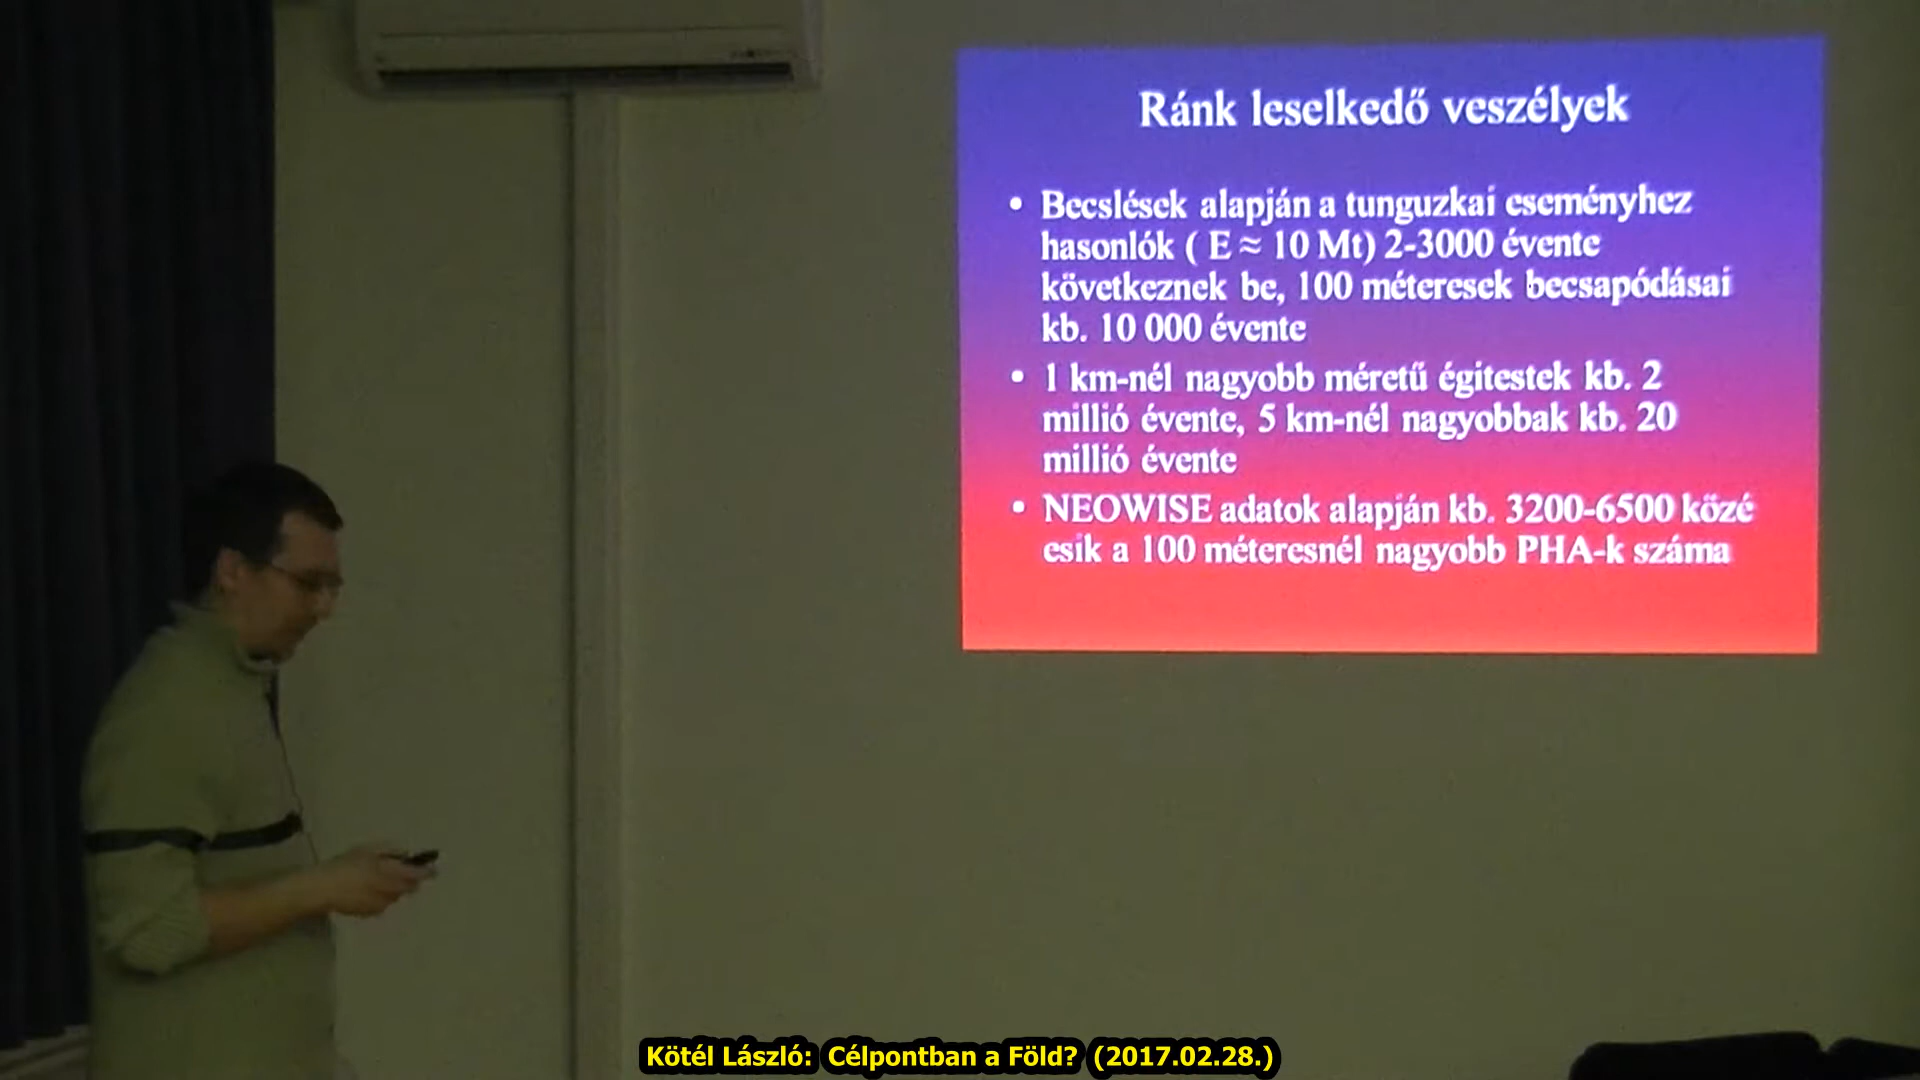 Ránk leselkedő veszélyek
• Becslések alapján a tunguzkai eseményhez
hasonlók ( E ≈ 10 Mt) 2-3000 évente
következnek be, 100 méteresek becsapódásai
kb. 10 000 évente
• 1 km-nél nagyobb méretű égitestek kb. 2
millió évente, 5 km-nél nagyobbak kb. 20
millió évente
• NEOWISE adatok alapján kb. 3200-6500 közé
esik a 100 méteresnél nagyobb PHA-k száma
Kötél László: Célpontban a Föld? (2017.02.28.)